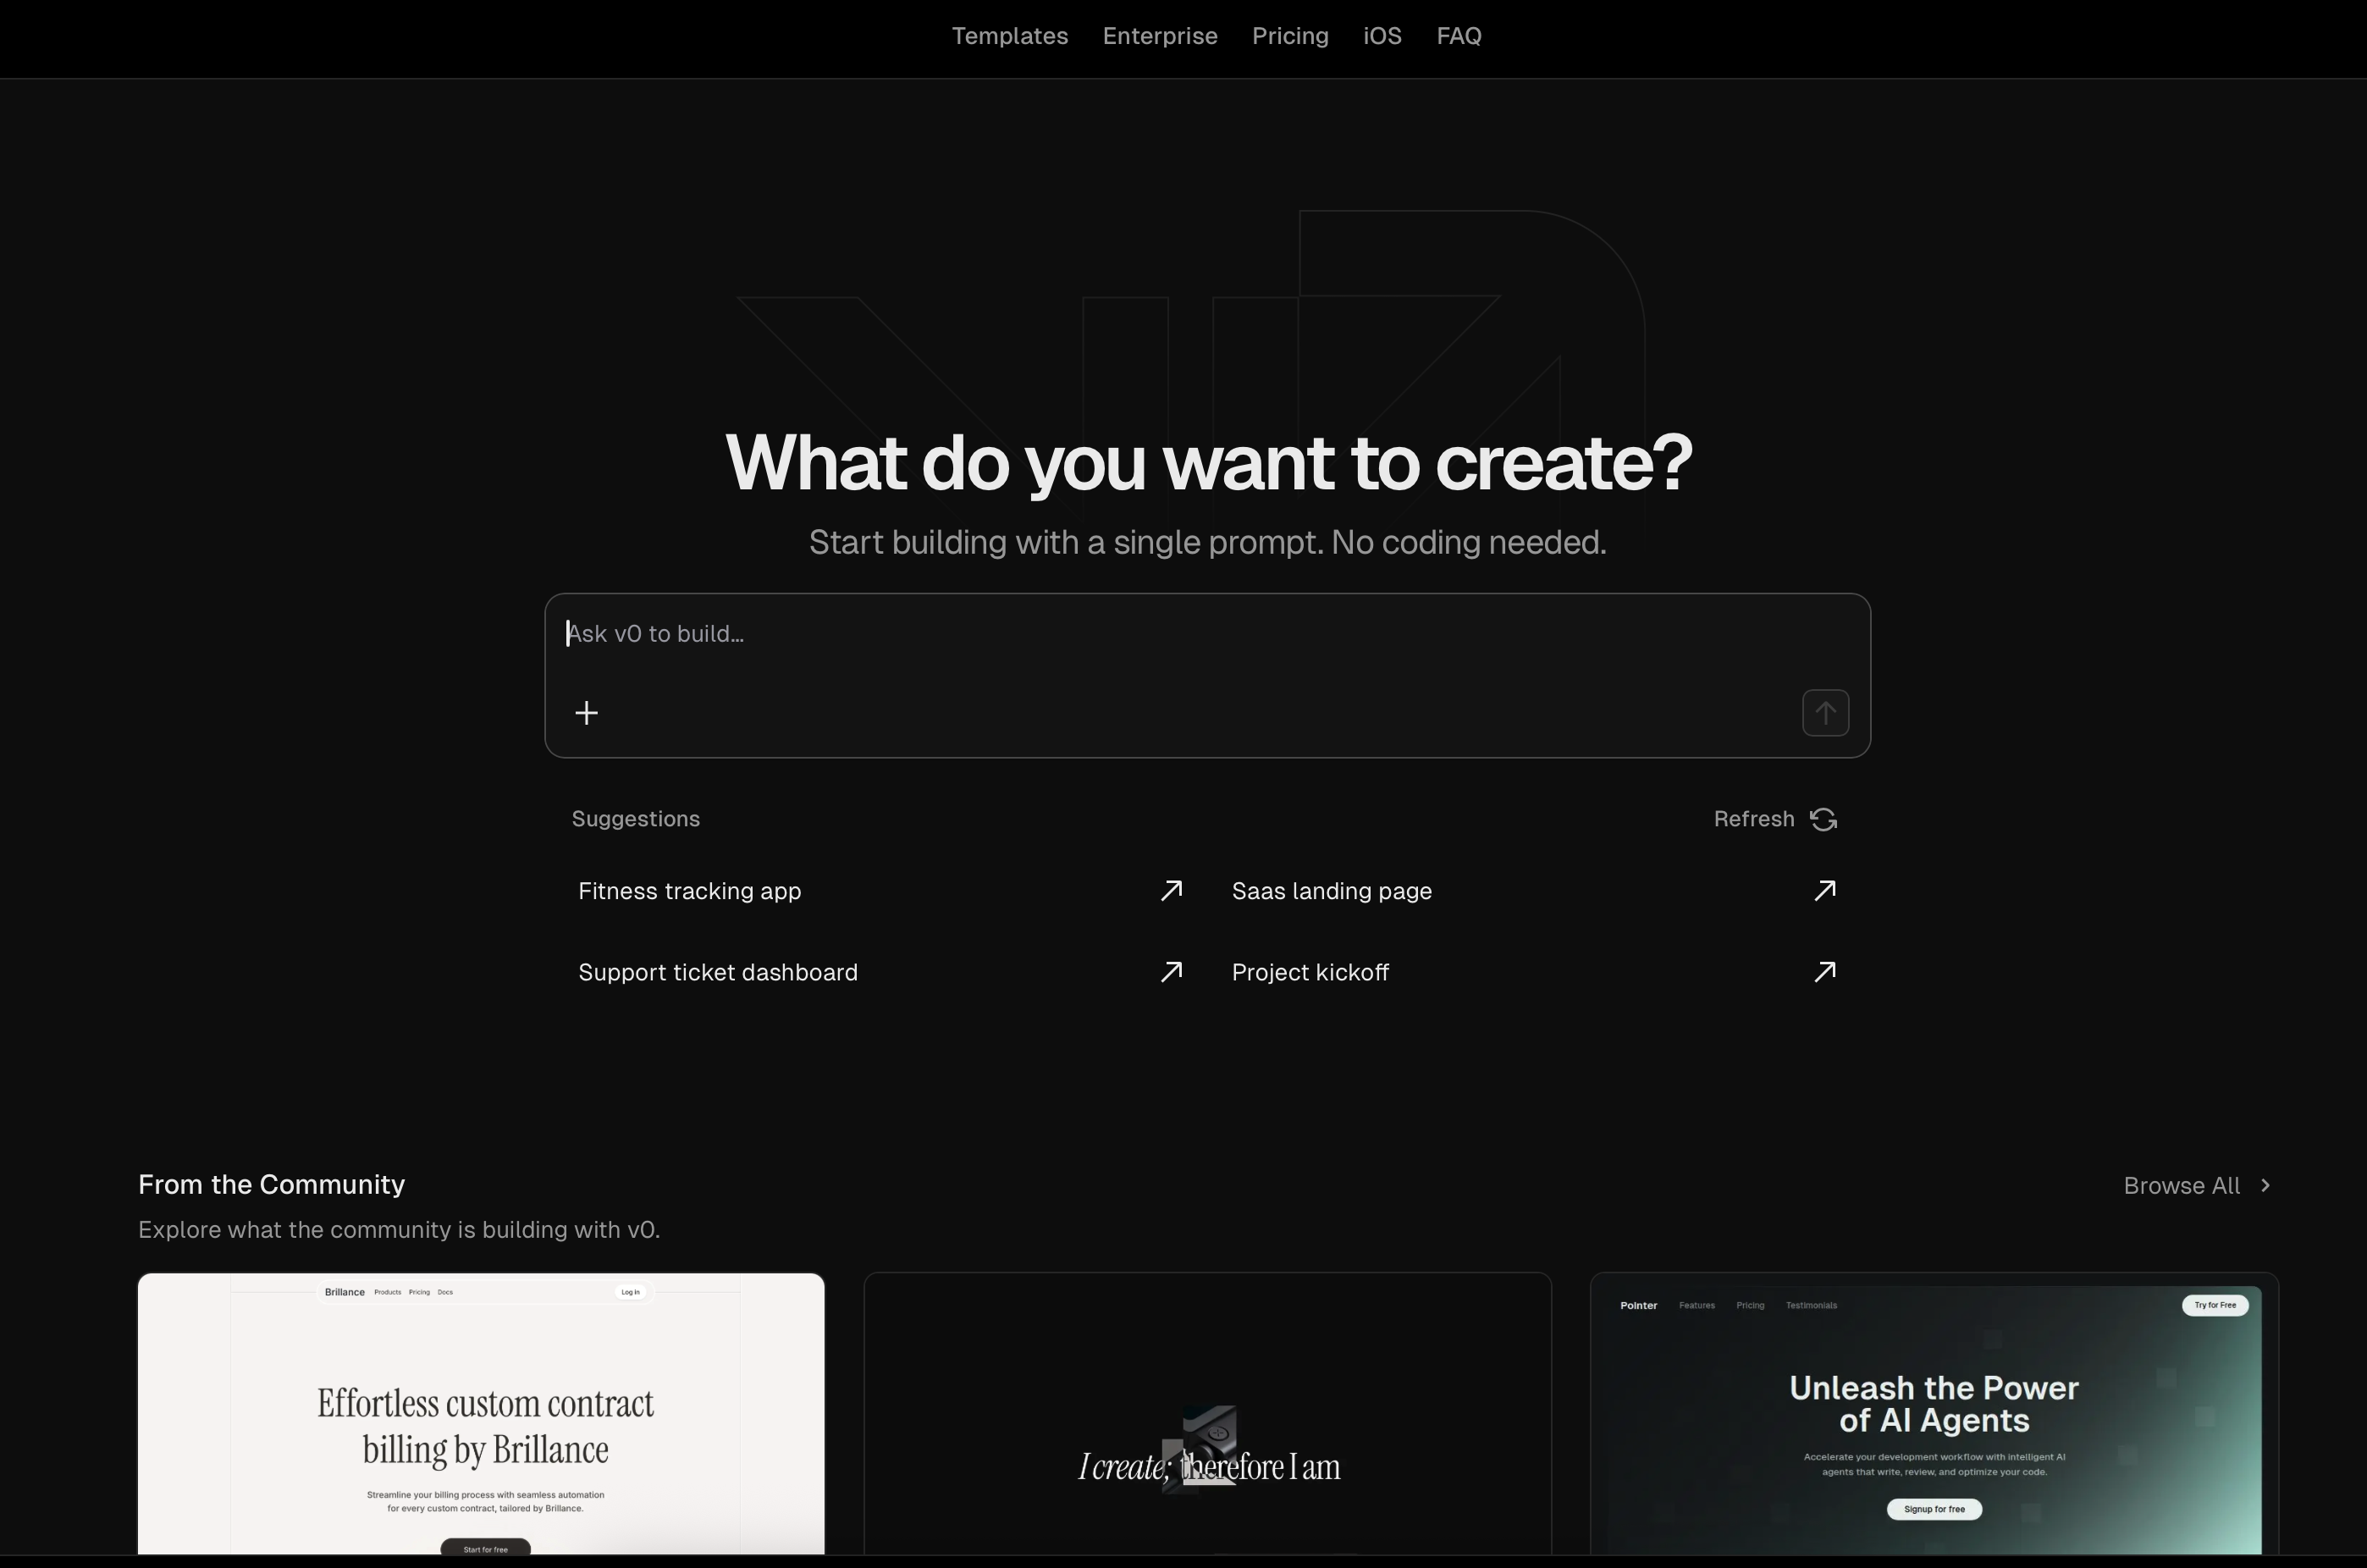 Templates Enterprise Pricing iOS FAQ
What do you want to create?
Start building with a single prompt. No coding needed.
Ask v0 to build...
Suggestions Refresh
Fitness tracking app Saas landing page
Support ticket dashboard Project kickoff
From the Community Browse All
Explore what the community is building with v0.
Brillance Products Pricing Docs Log in
Effortless custom contract
billing by Brillance
Streamline your billing process with seamless automation
for every custom contract, tailored by Brillance.
Start for free
I create; therefore I am
Pointer Features Pricing Testimonials Try for Free
Unleash the Power
of AI Agents
Accelerate your development workflow with intelligent AI
agents that write, review, and optimize your code.
Signup for free